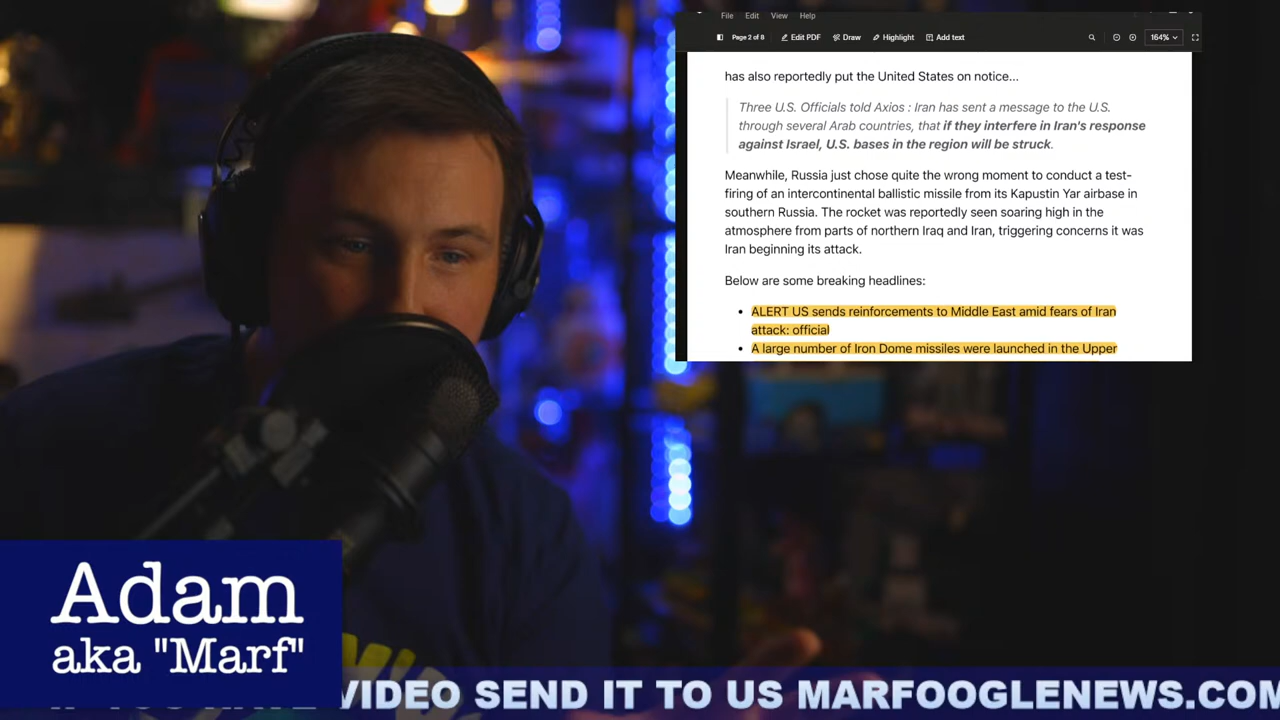 File Edit View Help
Page 2 of 8 Edit PDF Draw Highlight Add text 164%
has also reportedly put the United States on notice...
Three U.S. Officials told Axios : Iran has sent a message to the U.S.
through several Arab countries, that if they interfere in Iran's response
against Israel, U.S. bases in the region will be struck.
Meanwhile, Russia just chose quite the wrong moment to conduct a test-
firing of an intercontinental ballistic missile from its Kapustin Yar airbase in
southern Russia. The rocket was reportedly seen soaring high in the
atmosphere from parts of northern Iraq and Iran, triggering concerns it was
Iran beginning its attack.
Below are some breaking headlines:
• ALERT US sends reinforcements to Middle East amid fears of Iran
attack: official
• A large number of Iron Dome missiles were launched in the Upper
Adam
aka "Marf"
VIDEO SEND IT TO US MARFOOGLENEWS.COM